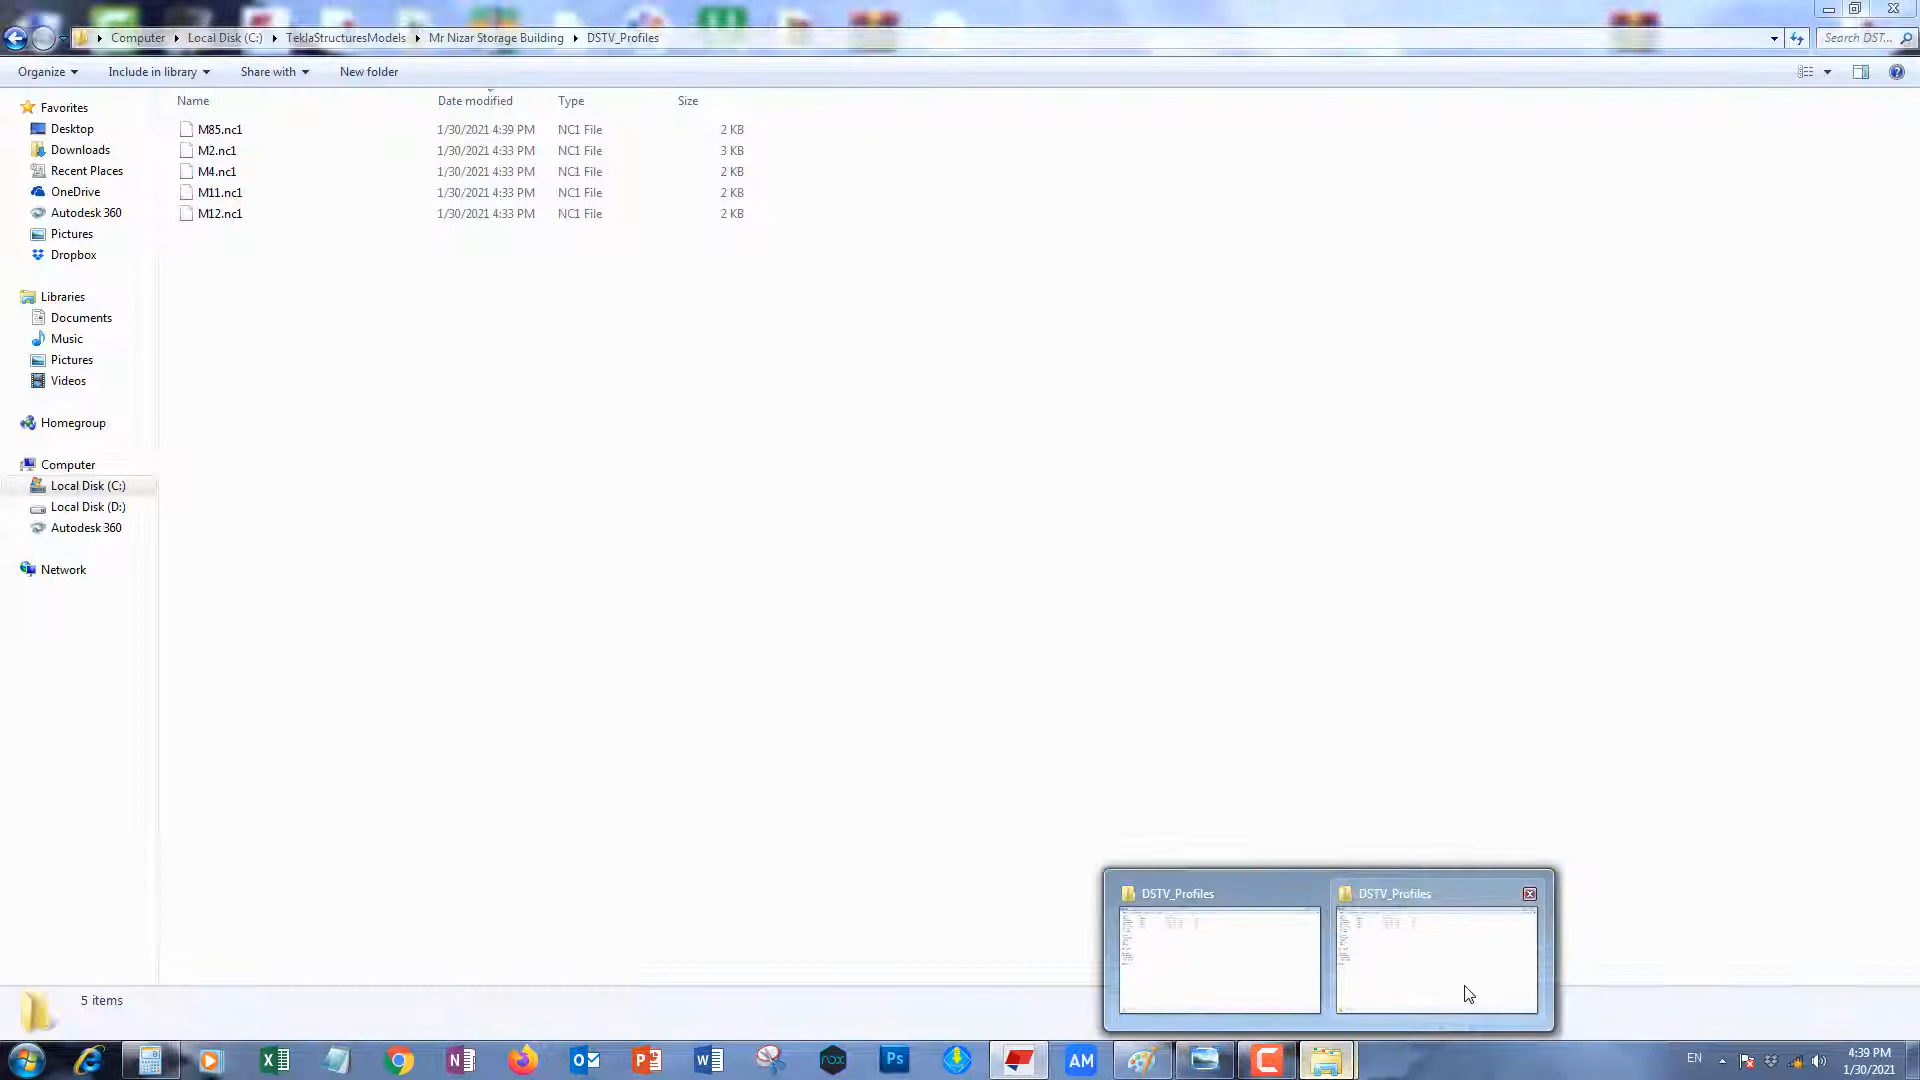 Computer Local Disk (C:) TeklaStructuresModels Mr Nizar Storage Building DSTV_Profiles Search DST...
Organize Include in library Share with New folder
Name Date modified Type Size
M85.nc1 1/30/2021 4:39 PM NC1 File 2 KB
M2.nc1 1/30/2021 4:33 PM NC1 File 3 KB
M4.nc1 1/30/2021 4:33 PM NC1 File 2 KB
M11.nc1 1/30/2021 4:33 PM NC1 File 2 KB
M12.nc1 1/30/2021 4:33 PM NC1 File 2 KB
Favorites
Desktop
Downloads
Recent Places
OneDrive
Autodesk 360
Pictures
Dropbox
Libraries
Documents
Music
Pictures
Videos
Homegroup
Computer
Local Disk (C:)
Local Disk (D:)
Autodesk 360
Network
DSTV_Profiles DSTV_Profiles
5 items
nox Ps AM EN 4:39 PM
1/30/2021